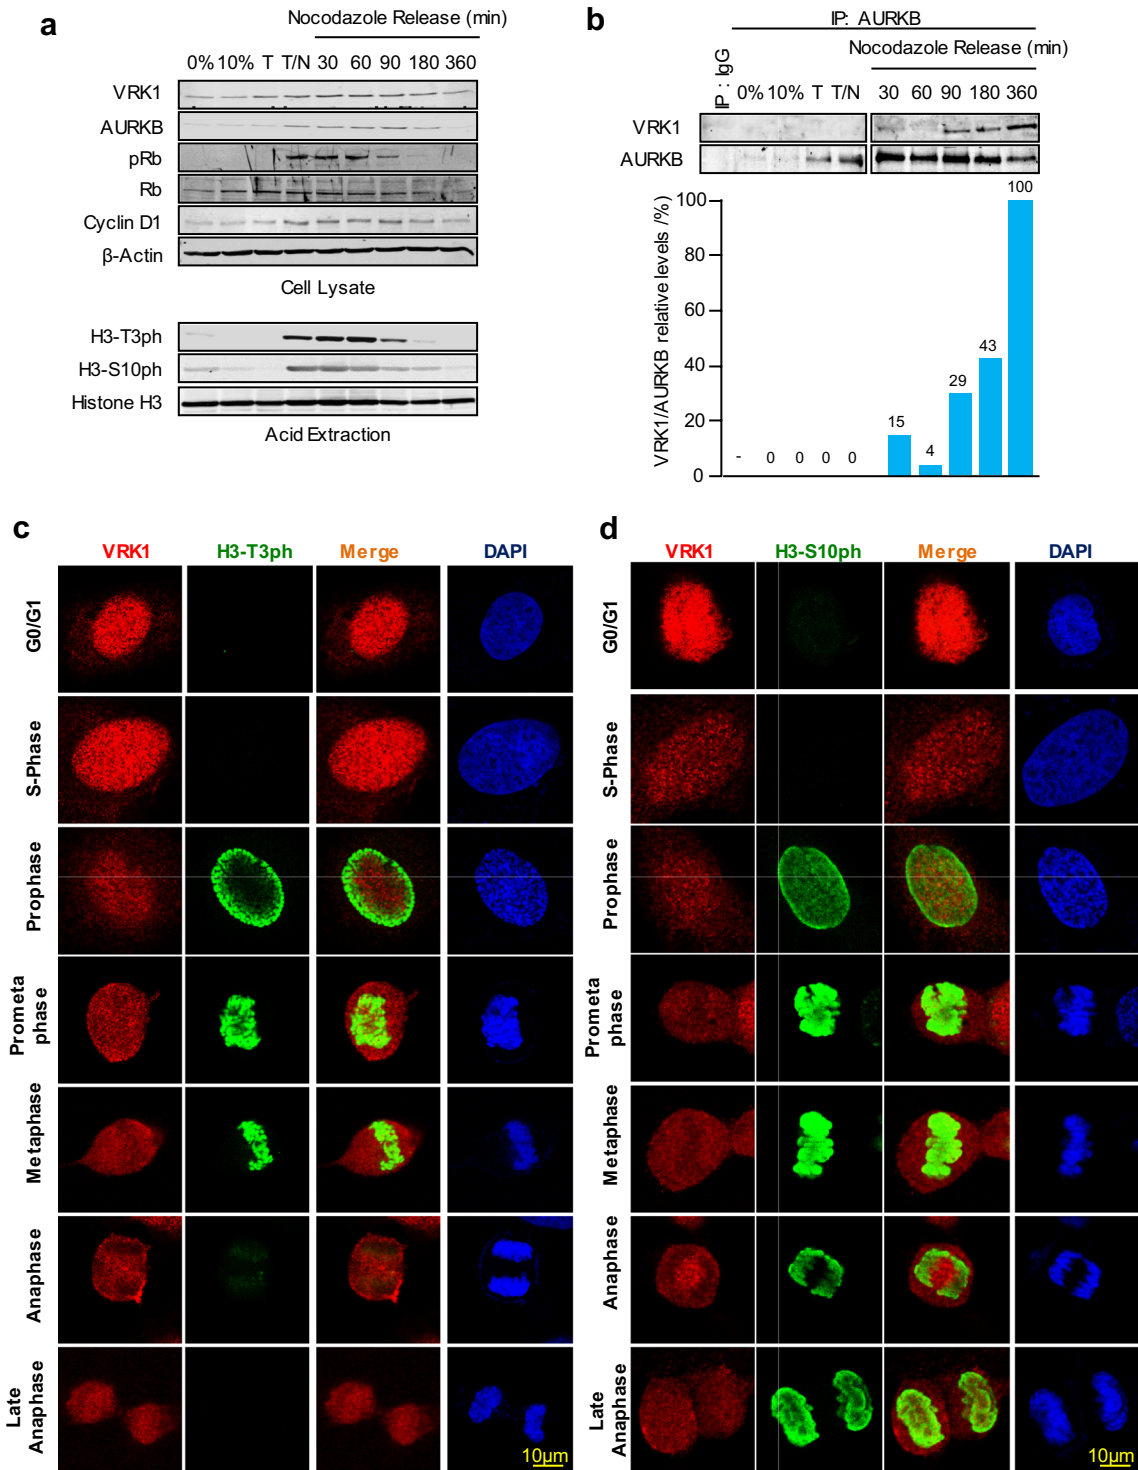 a
Nocodazole Release (min)
0% 10% T T/N 30 60 90 180 360
VRK1
AURKB
pRb
Rb
Cyclin D1
β-Actin
Cell Lysate
H3-T3ph
H3-S10ph
Histone H3
Acid Extraction
b
IP: AURKB
Nocodazole Release (min)
IP: IgG
0% 10% T T/N 30 60 90 180 360
VRK1
AURKB
VRK1/AURKB relative levels /%)
100
80
60
40
20
0
- 0 0 0 0 15 4 29 43 100
c
VRK1 H3-T3ph Merge DAPI
G0/G1
S-Phase
Prophase
Prometa
phase
Metaphase
Anaphase
Late
Anaphase
10µm
d
VRK1 H3-S10ph Merge DAPI
G0/G1
S-Phase
Prophase
Prometa
phase
Metaphase
Anaphase
Late
Anaphase
10µm